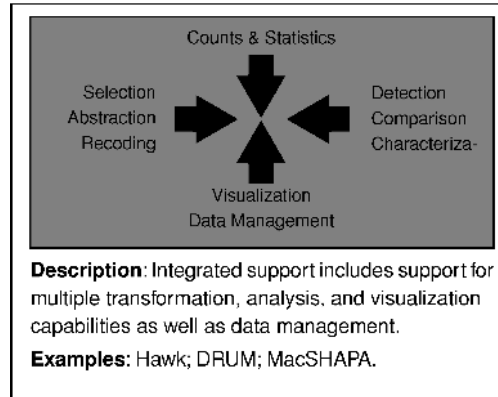 Counts & Statistics
Selection
Abstraction
Recoding
Detection
Comparison
Characteriza-
Visualization
Data Management
Description: Integrated support includes support for
multiple transformation, analysis, and visualization
capabilities as well as data management.
Examples: Hawk; DRUM; MacSHAPA.